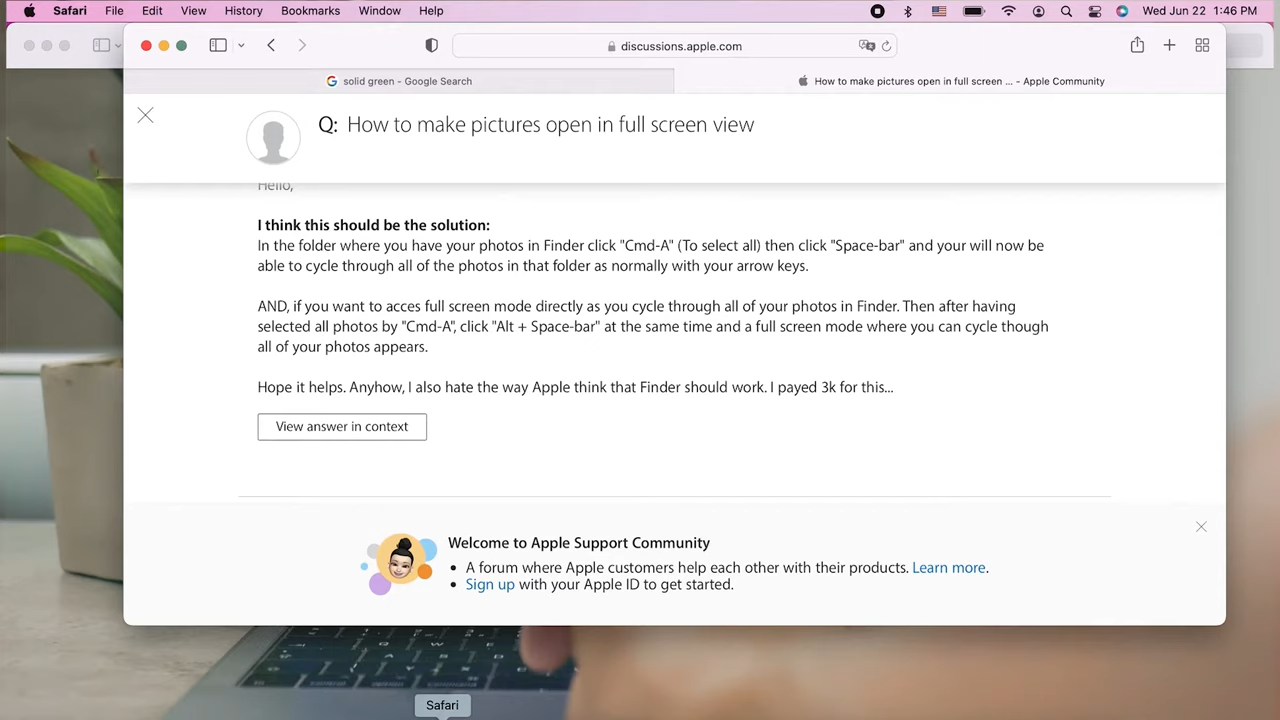 Safari File Edit View History Bookmarks Window Help Wed Jun 22 1:46 PM
discussions.apple.com
solid green - Google Search
How to make pictures open in full screen ... - Apple Community
Q: How to make pictures open in full screen view
Hello,
I think this should be the solution:
In the folder where you have your photos in Finder click "Cmd-A" (To select all) then click "Space-bar" and your will now be
able to cycle through all of the photos in that folder as normally with your arrow keys.
AND, if you want to acces full screen mode directly as you cycle through all of your photos in Finder. Then after having
selected all photos by "Cmd-A", click "Alt + Space-bar" at the same time and a full screen mode where you can cycle though
all of your photos appears.
Hope it helps. Anyhow, I also hate the way Apple think that Finder should work. I payed 3k for this...
View answer in context
Welcome to Apple Support Community
• A forum where Apple customers help each other with their products. Learn more.
• Sign up with your Apple ID to get started.
Safari